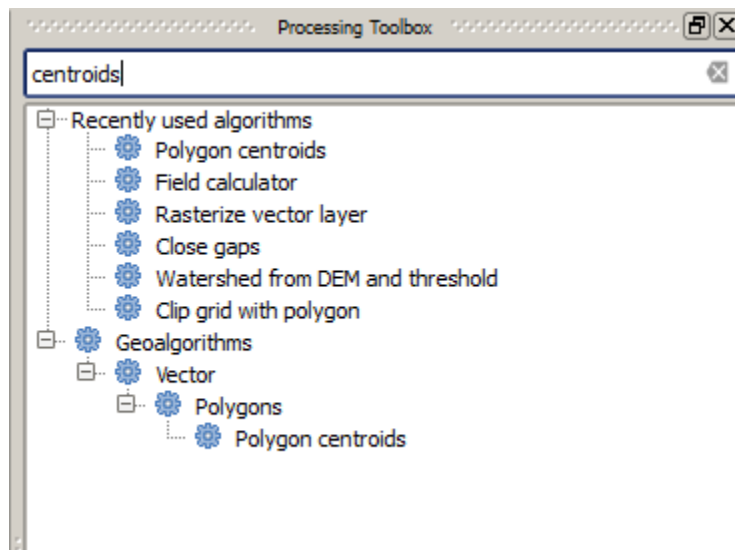 Processing Toolbox
centroids
Recently used algorithms
Polygon centroids
Field calculator
Rasterize vector layer
Close gaps
Watershed from DEM and threshold
Clip grid with polygon
Geoalgorithms
Vector
Polygons
Polygon centroids